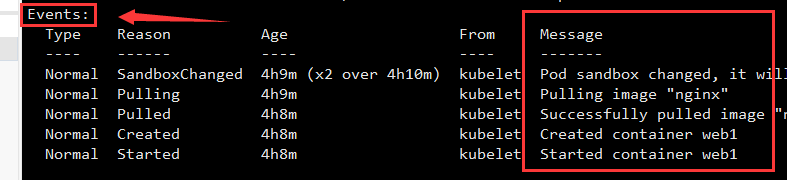 Events:
Type Reason Age From Message
---- ------ ---- ---- -------
Normal SandboxChanged 4h9m (x2 over 4h10m) kubelet Pod sandbox changed, it will
Normal Pulling 4h9m kubelet Pulling image "nginx"
Normal Pulled 4h8m kubelet Successfully pulled image "n
Normal Created 4h8m kubelet Created container web1
Normal Started 4h8m kubelet Started container web1